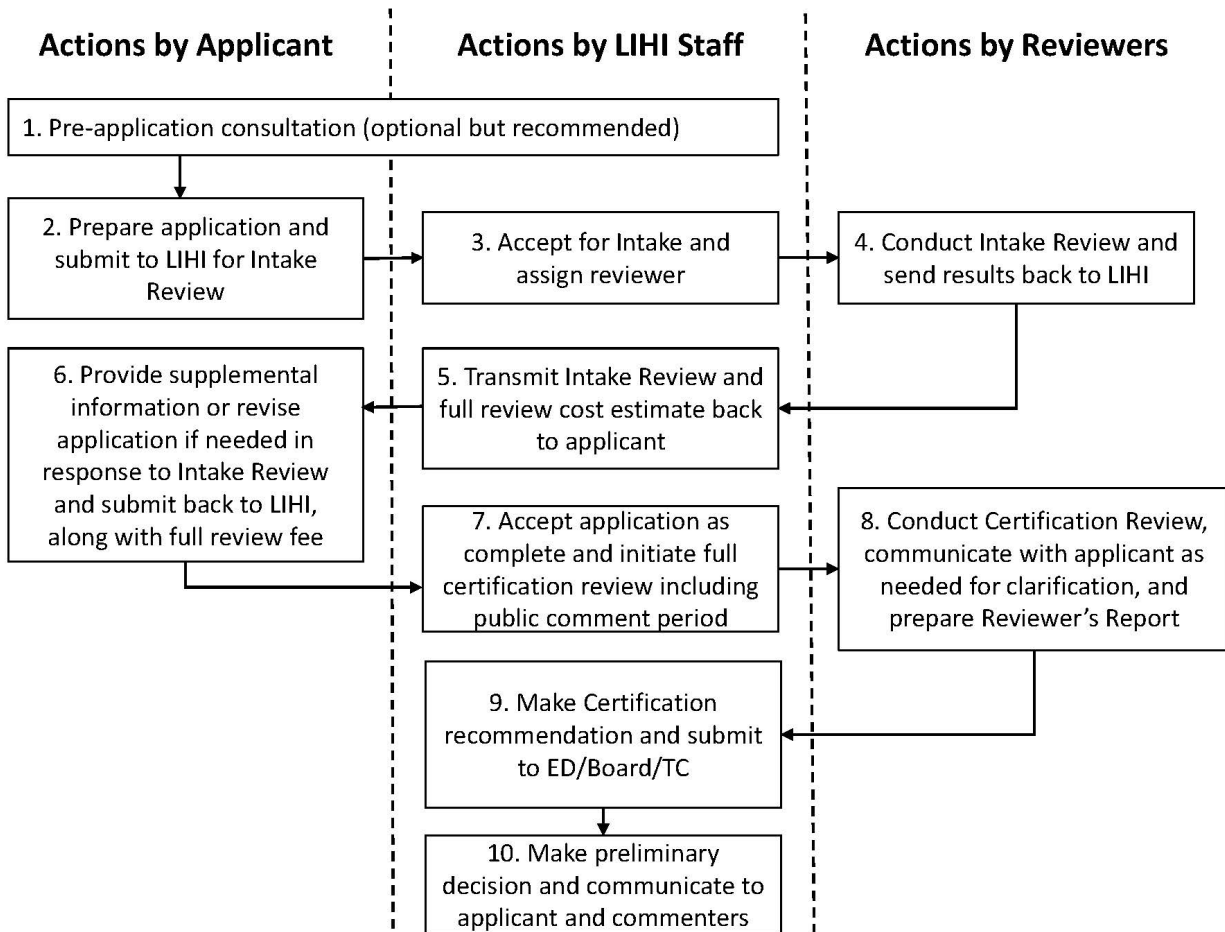 Actions by Applicant
Actions by LIHI Staff
Actions by Reviewers
1. Pre-application consultation (optional but recommended)
2. Prepare application and
submit to LIHI for Intake
Review
3. Accept for Intake and
assign reviewer
4. Conduct Intake Review and
send results back to LIHI
5. Transmit Intake Review and
full review cost estimate back
to applicant
6. Provide supplemental
information or revise
application if needed in
response to Intake Review
and submit back to LIHI,
along with full review fee
7. Accept application as
complete and initiate full
certification review including
public comment period
8. Conduct Certification Review,
communicate with applicant as
needed for clarification, and
prepare Reviewer’s Report
9. Make Certification
recommendation and submit
to ED/Board/TC
10. Make preliminary
decision and communicate to
applicant and commenters